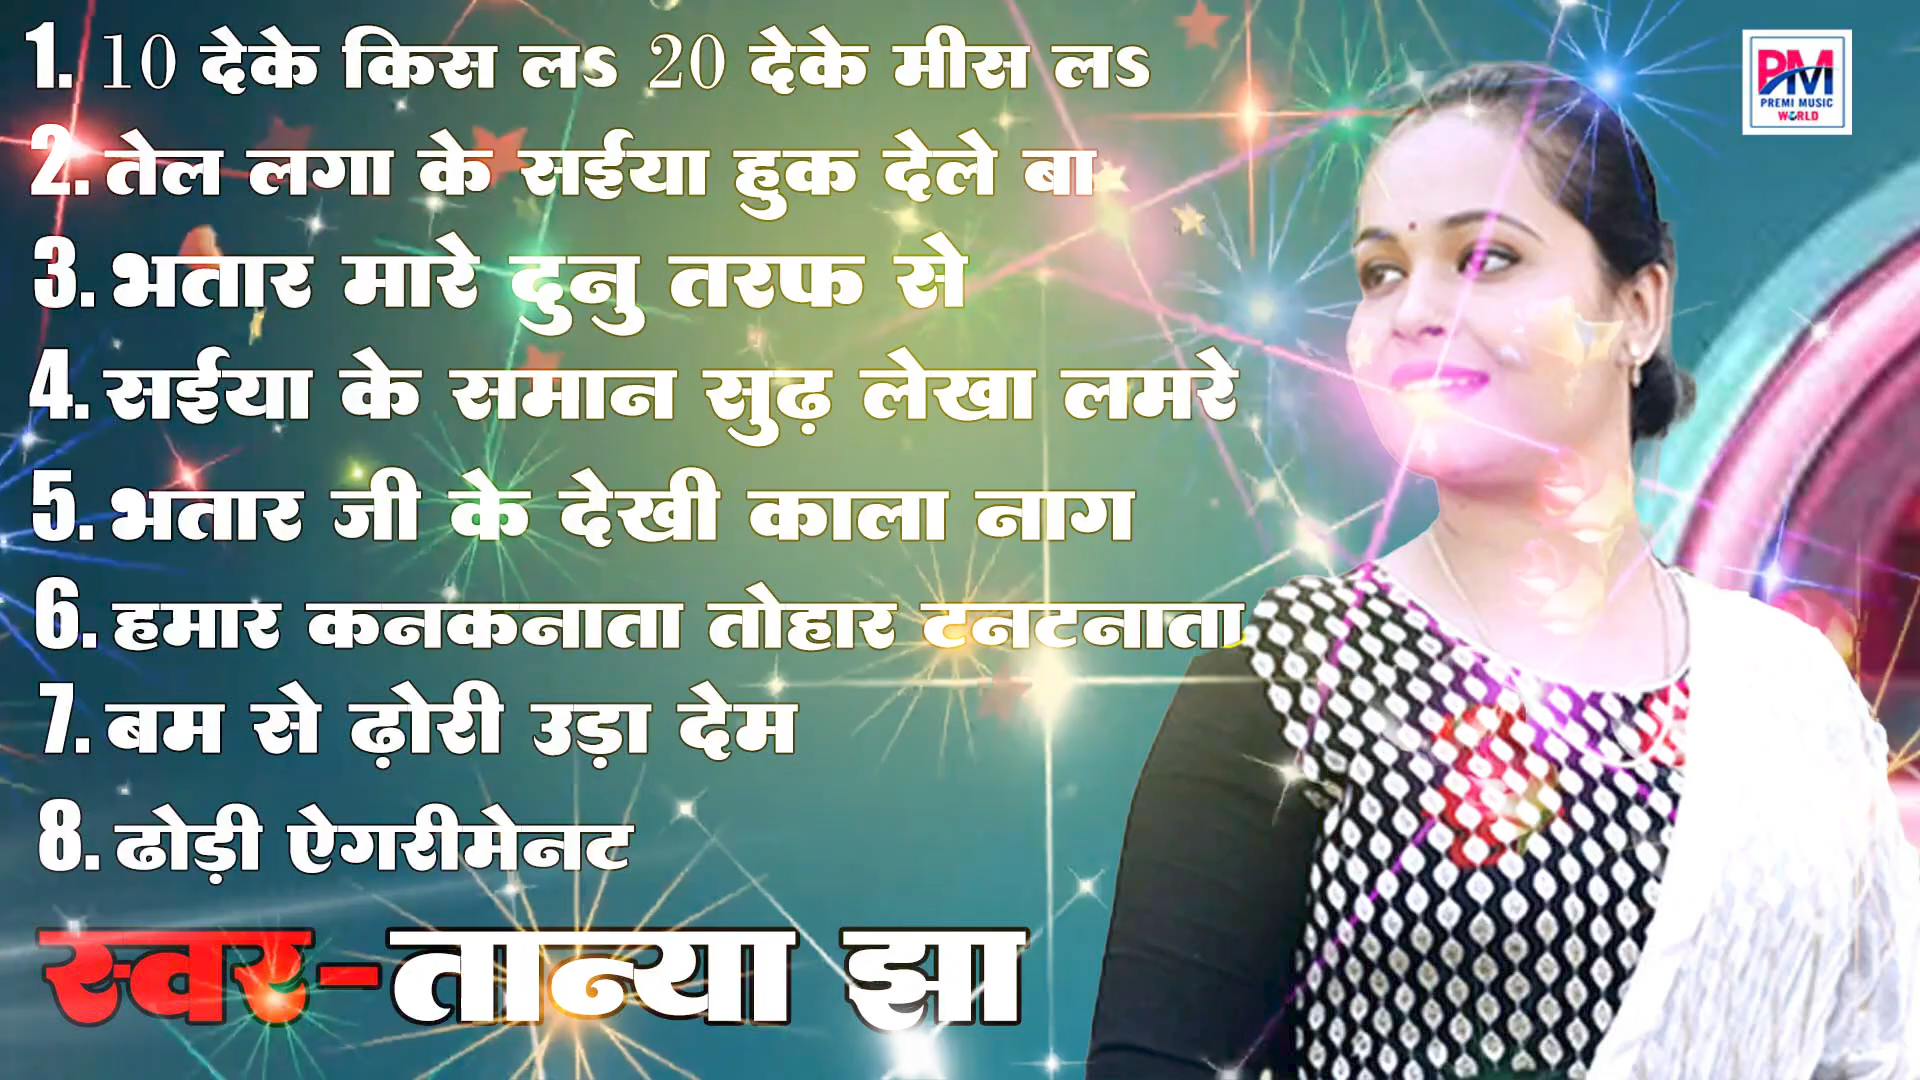 1. 10 देके किस लऽ 20 देके मीस लऽ
2. तेल लगा के सईया हुक देले बा
3. भतार मारे दुनु तरफ से
4. सईया के समान सुढ़ लेखा लमरे
5. भतार जी के देखी काला नाग
6. हमार कनकनाता तोहार टनटनाता
7. बम से ढ़ोरी उड़ा देम
8. ढोड़ी ऐगरीमेनट
स्वर-तान्या झा
PM
PREMI MUSIC
WORLD